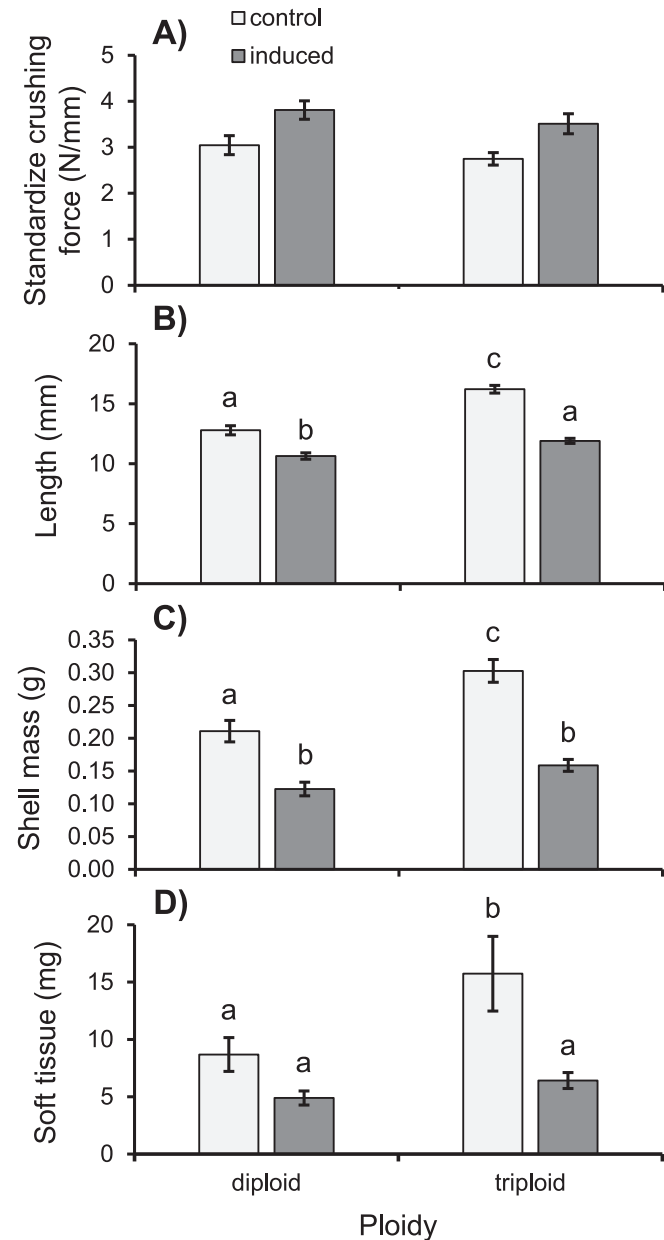 A)
control
induced
Standardize crushing
force (N/mm)
5
4
3
2
1
0
B)
Length (mm)
20
15
10
5
0
a
b
c
a
C)
Shell mass (g)
0.35
0.30
0.25
0.20
0.15
0.10
0.05
0.00
a
b
c
b
D)
Soft tissue (mg)
20
15
10
5
0
a
a
b
a
diploid
triploid
Ploidy